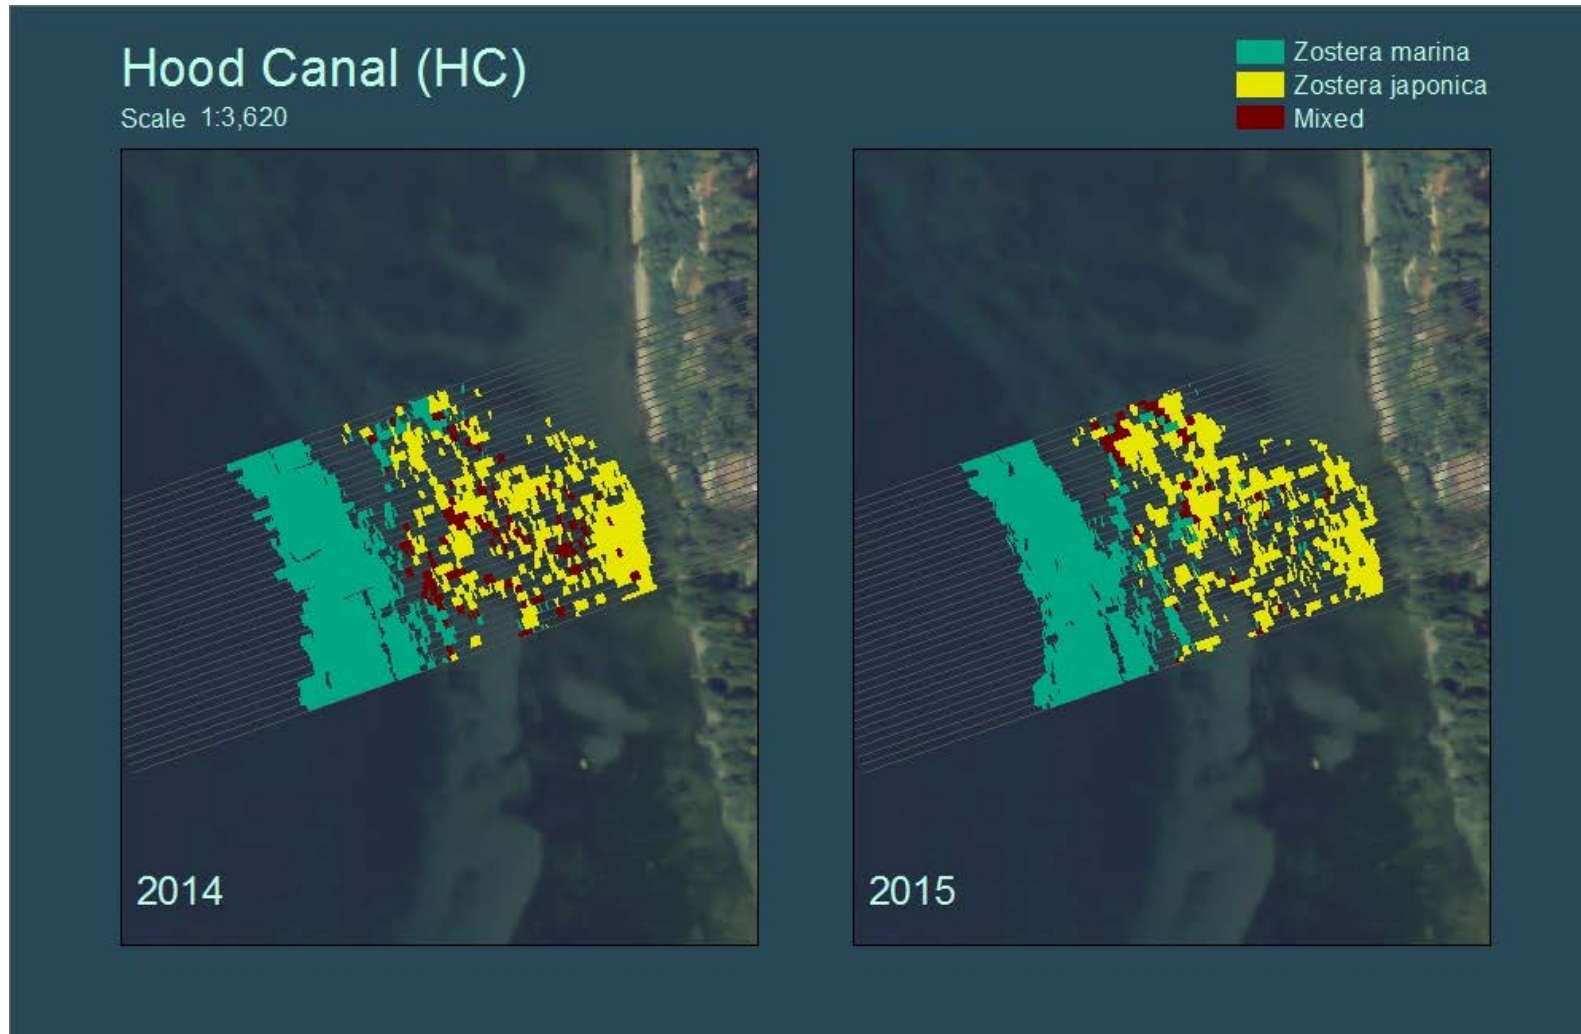 Hood Canal (HC)
Scale 1:3,620
Zostera marina
Zostera japonica
Mixed
2014
2015